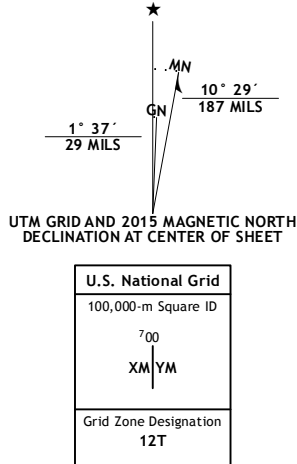 ★
MN
GN
1° 37´
29 MILS
10° 29´
187 MILS
UTM GRID AND 2015 MAGNETIC NORTH
DECLINATION AT CENTER OF SHEET
U.S. National Grid
100,000-m Square ID
⁷00
XM YM
Grid Zone Designation
12T